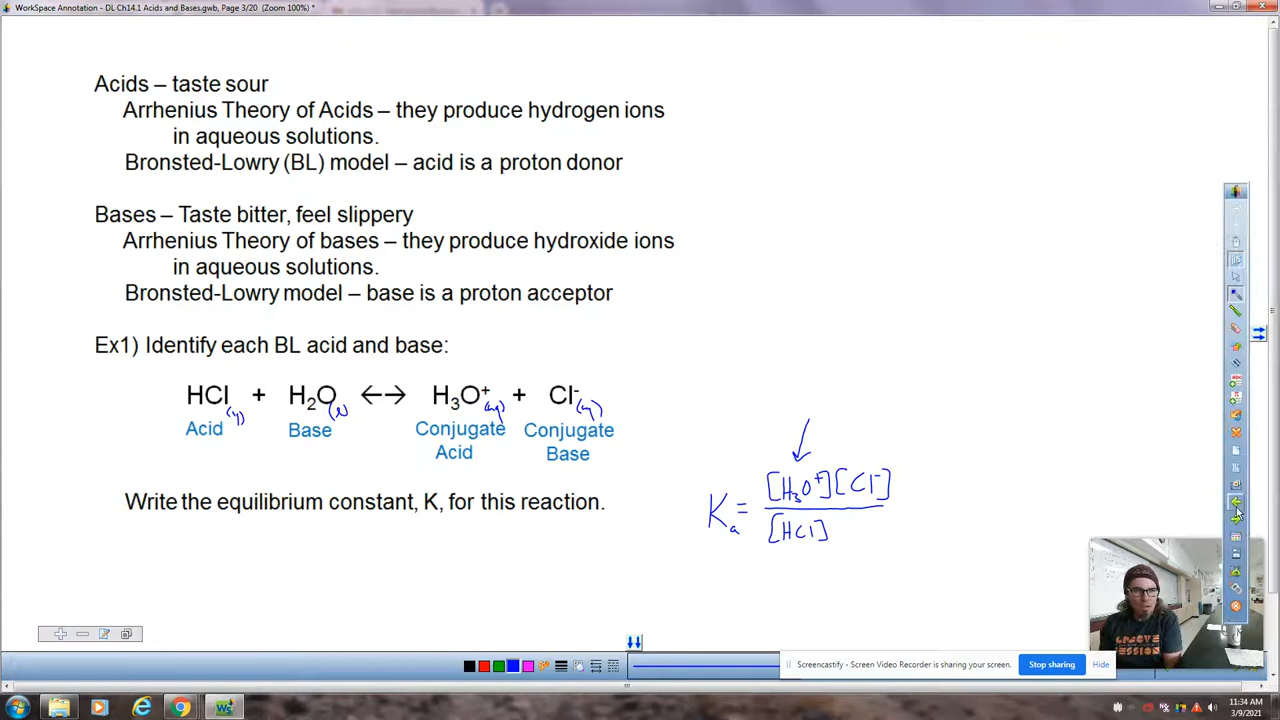 WorkSpace Annotation - DL Ch14.1 Acids and Bases.gwb, Page 3/20 (Zoom 100%) *
Acids – taste sour
Arrhenius Theory of Acids – they produce hydrogen ions
in aqueous solutions.
Bronsted-Lowry (BL) model – acid is a proton donor
Bases – Taste bitter, feel slippery
Arrhenius Theory of bases – they produce hydroxide ions
in aqueous solutions.
Bronsted-Lowry model – base is a proton acceptor
Ex1) Identify each BL acid and base:
HCl + H₂O ←→ H₃O⁺ + Cl⁻
(l) (aq) (aq)
Acid Base Conjugate Conjugate
Acid Base
Write the equilibrium constant, K, for this reaction.
[H₃O⁺][Cl⁻]
Kₐ =
[HCl]
GROOVE
SESSION
Screencastify - Screen Video Recorder is sharing your screen. Stop sharing Hide
11:34 AM
3/9/2021